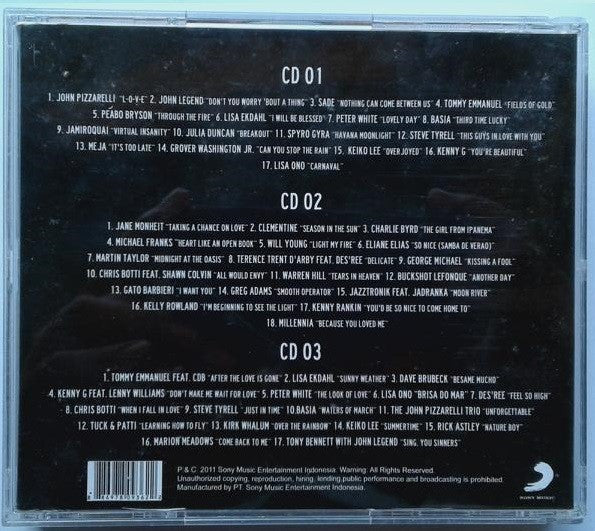 CD 01
1. JOHN PIZZARELLI "L-O-V-E" 2. JOHN LEGEND "DON'T YOU WORRY 'BOUT A THING" 3. SADE "NOTHING CAN COME BETWEEN US" 4. TOMMY EMMANUEL "FIELDS OF GOLD"
5. PEABO BRYSON "THROUGH THE FIRE" 6. LISA EKDAHL "I WILL BE BLESSED" 7. PETER WHITE "LOVELY DAY" 8. BASIA "THIRD TIME LUCKY"
9. JAMIROQUAI "VIRTUAL INSANITY" 10. JULIA DUNCAN "BREAKOUT" 11. SPYRO GYRA "HAVANA MOONLIGHT" 12. STEVE TYRELL "THIS GUYS IN LOVE WITH YOU"
13. MEJA "IT'S TOO LATE" 14. GROVER WASHINGTON JR. "CAN YOU STOP THE RAIN" 15. KEIKO LEE "OVER JOYED" 16. KENNY G "YOU'RE BEAUTIFUL"
17. LISA ONO "CARNAVAL"
CD 02
1. JANE MONHEIT "TAKING A CHANCE ON LOVE" 2. CLEMENTINE "SEASON IN THE SUN" 3. CHARLIE BYRD "THE GIRL FROM IPANEMA"
4. MICHAEL FRANKS "HEART LIKE AN OPEN BOOK" 5. WILL YOUNG "LIGHT MY FIRE" 6. ELIANE ELIAS "SO NICE (SAMBA DE VERAO)"
7. MARTIN TAYLOR "MIDNIGHT AT THE OASIS" 8. TERENCE TRENT D'ARBY FEAT. DES'REE "DELICATE" 9. GEORGE MICHAEL "KISSING A FOOL"
10. CHRIS BOTTI FEAT. SHAWN COLVIN "ALL WOULD ENVY" 11. WARREN HILL "TEARS IN HEAVEN" 12. BUCKSHOT LEFONQUE "ANOTHER DAY"
13. GATO BARBIERI "I WANT YOU" 14. GREG ADAMS "SMOOTH OPERATOR" 15. JAZZTRONIK FEAT. JADRANKA "MOON RIVER"
16. KELLY ROWLAND "I'M BEGINNING TO SEE THE LIGHT" 17. KENNY RANKIN "YOU'D BE SO NICE TO COME HOME TO"
18. MILLENNIA "BECAUSE YOU LOVED ME"
CD 03
1. TOMMY EMMANUEL FEAT. CDB "AFTER THE LOVE IS GONE" 2. LISA EKDAHL "SUNNY WEATHER" 3. DAVE BRUBECK "BESAME MUCHO"
4. KENNY G FEAT. LENNY WILLIAMS "DON'T MAKE ME WAIT FOR LOVE" 5. PETER WHITE "THE LOOK OF LOVE" 6. LISA ONO "BRISA DO MAR" 7. DES'REE "FEEL SO HIGH"
8. CHRIS BOTTI "WHEN I FALL IN LOVE" 9. STEVE TYRELL "JUST IN TIME" 10. BASIA "WATERS OF MARCH" 11. THE JOHN PIZZARELLI TRIO "UNFORGETTABLE"
12. TUCK & PATTI "LEARNING HOW TO FLY" 13. KIRK WHALUM "OVER THE RAINBOW" 14. KEIKO LEE "SUMMERTIME" 15. RICK ASTLEY "NATURE BOY"
16. MARION MEADOWS "COME BACK TO ME" 17. TONY BENNETT WITH JOHN LEGEND "SING, YOU SINNERS"
P & C. 2011 Sony Music Entertainment Indonesia. Warning. All Rights Reserved.
Unauthorized copying, reproduction, hiring, lending,public performance and broadcasting is prohibited.
Manufactured by PT. Sony Music Entertainment Indonesia.
SONY MUSIC